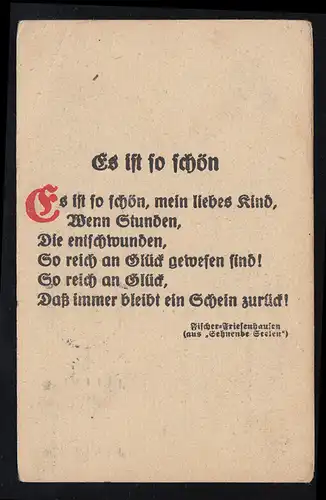 Es ist so schön
Es ist so schön, mein liebes Kind,
Wenn Stunden,
Die entschwunden,
So reich an Glück gewesen sind!
So reich an Glück,
Daß immer bleibt ein Schein zurück!
Fischer-Friesenhausen
(aus „Sehnende Seelen“)